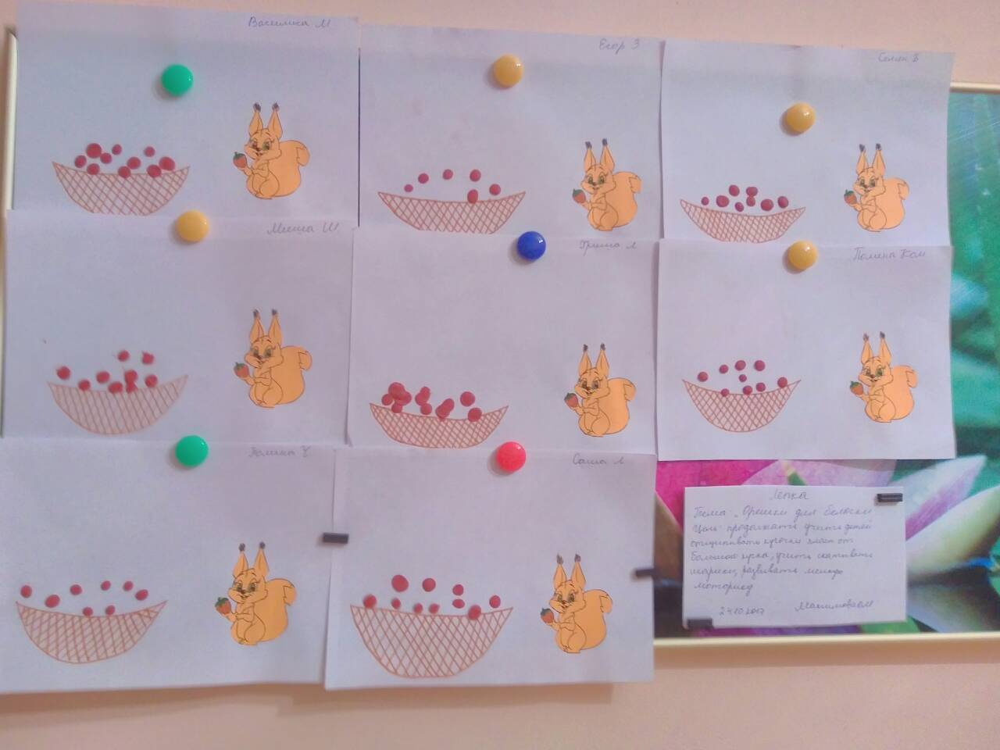 Василиса М
Егор З
Семен Б
Миша Ш
Гриша Л
Полина Ком
Полина Ч
Саша Л
Лепка
Тема: „Орешки для белочки
Цель: продолжать учить детей
отщипывать кусочки пласт от
большого куска, учить скатывать
шарики, развивать мелкую
моторику
24.10.2017 Максимова